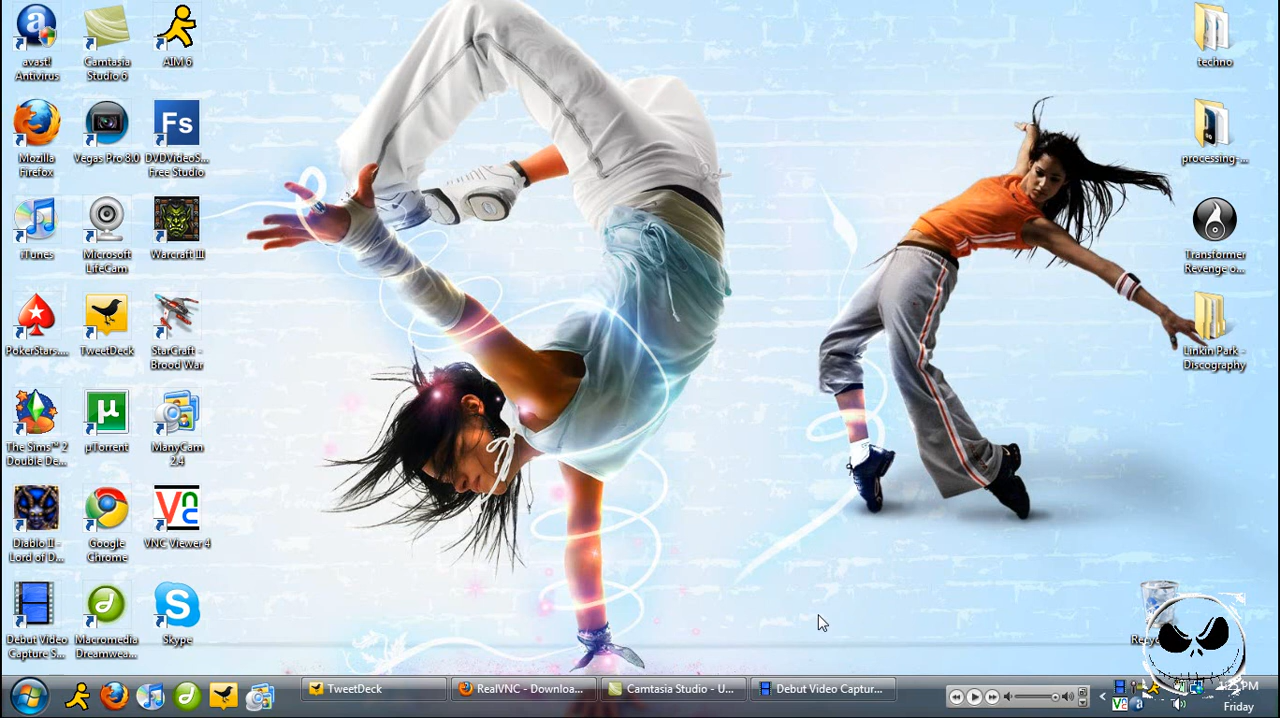 avast!
Antivirus
Camtasia
Studio 6
AIM 6
Mozilla
Firefox
Vegas Pro 8.0
Fs
DVDVideoS...
Free Studio
iTunes
Microsoft
LifeCam
Warcraft III
PokerStars....
TweetDeck
StarCraft -
Brood War
The Sims™ 2
Double De...
µ
µTorrent
ManyCam
2.4
Diablo II -
Lord of D...
Google
Chrome
Vnc
VNC Viewer 4
Debut Video
Capture S...
Macromedia
Dreamwea...
S
Skype
techno
processing-...
Transformer
Revenge o...
Linkin Park -
Discography
TweetDeck
RealVNC - Downloa...
Camtasia Studio - U...
Debut Video Captur...
PM
Friday